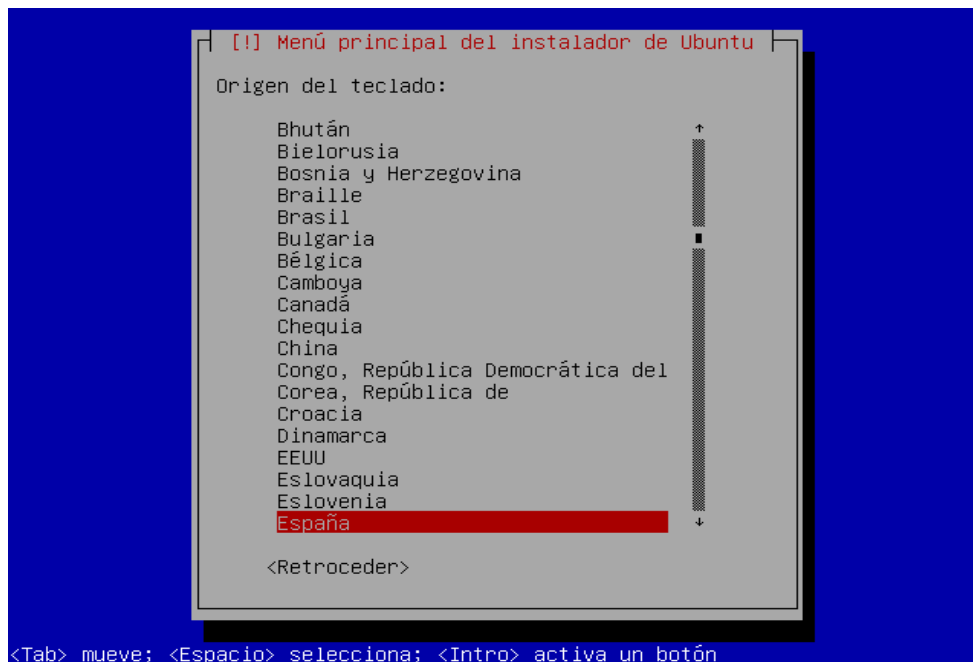 [!] Menú principal del instalador de Ubuntu
Origen del teclado:
Bhután
Bielorusia
Bosnia y Herzegovina
Braille
Brasil
Bulgaria
Bélgica
Camboya
Canadá
Chequia
China
Congo, República Democrática del
Corea, República de
Croacia
Dinamarca
EEUU
Eslovaquia
Eslovenia
España
<Retroceder>
<Tab> mueve; <Espacio> selecciona; <Intro> activa un botón